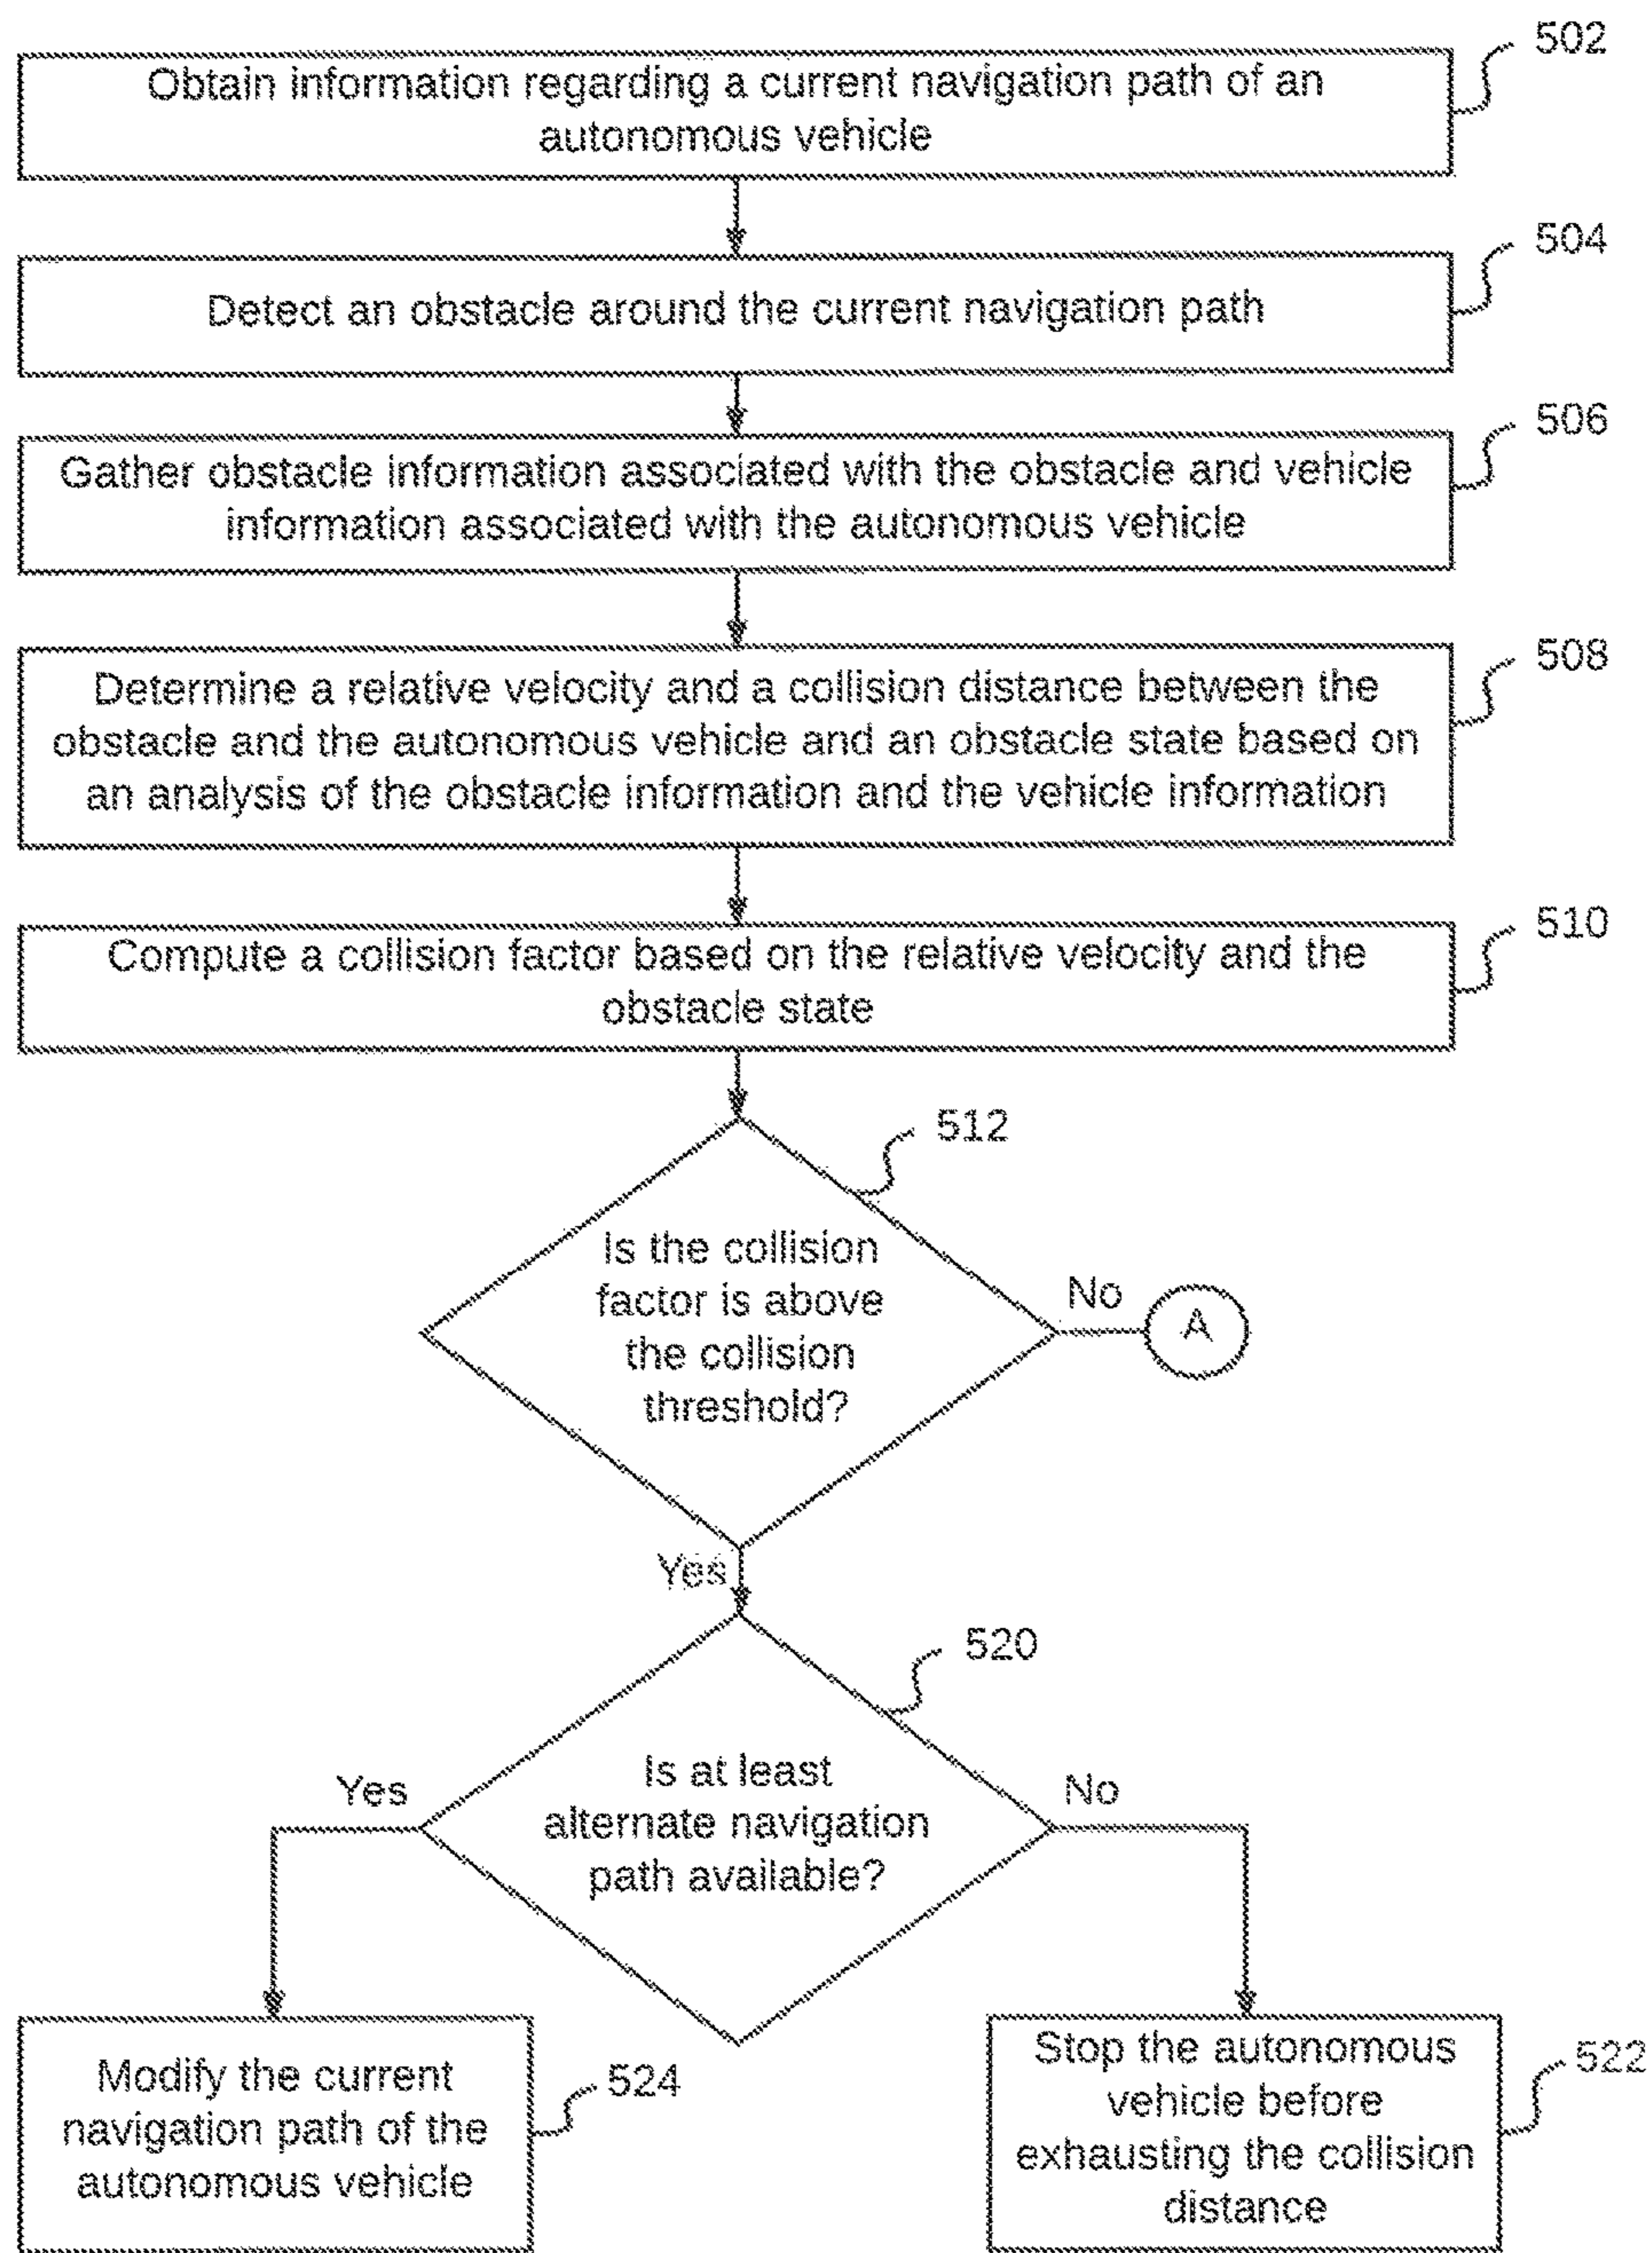 502
Obtain information regarding a current navigation path of an
autonomous vehicle
504
Detect an obstacle around the current navigation path
506
Gather obstacle information associated with the obstacle and vehicle
information associated with the autonomous vehicle
508
Determine a relative velocity and a collision distance between the
obstacle and the autonomous vehicle and an obstacle state based on
an analysis of the obstacle information and the vehicle information
510
Compute a collision factor based on the relative velocity and the
obstacle state
512
Is the collision
factor is above
the collision
threshold?
No
A
Yes
520
Is at least
alternate navigation
path available?
Yes
No
Modify the current
navigation path of the
autonomous vehicle
524
Stop the autonomous
vehicle before
exhausting the collision
distance
522